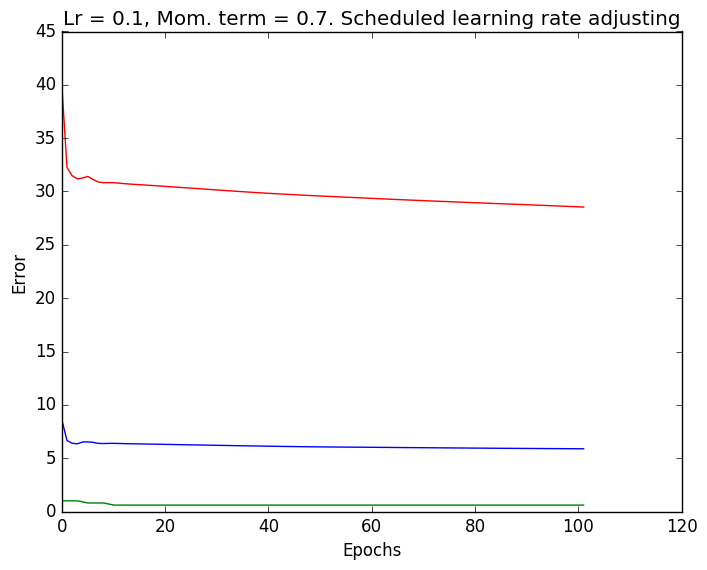 Lr = 0.1, Mom. term = 0.7. Scheduled learning rate adjusting
45
40
35
30
25
20
15
10
5
0
Error
0 20 40 60 80 100 120
Epochs